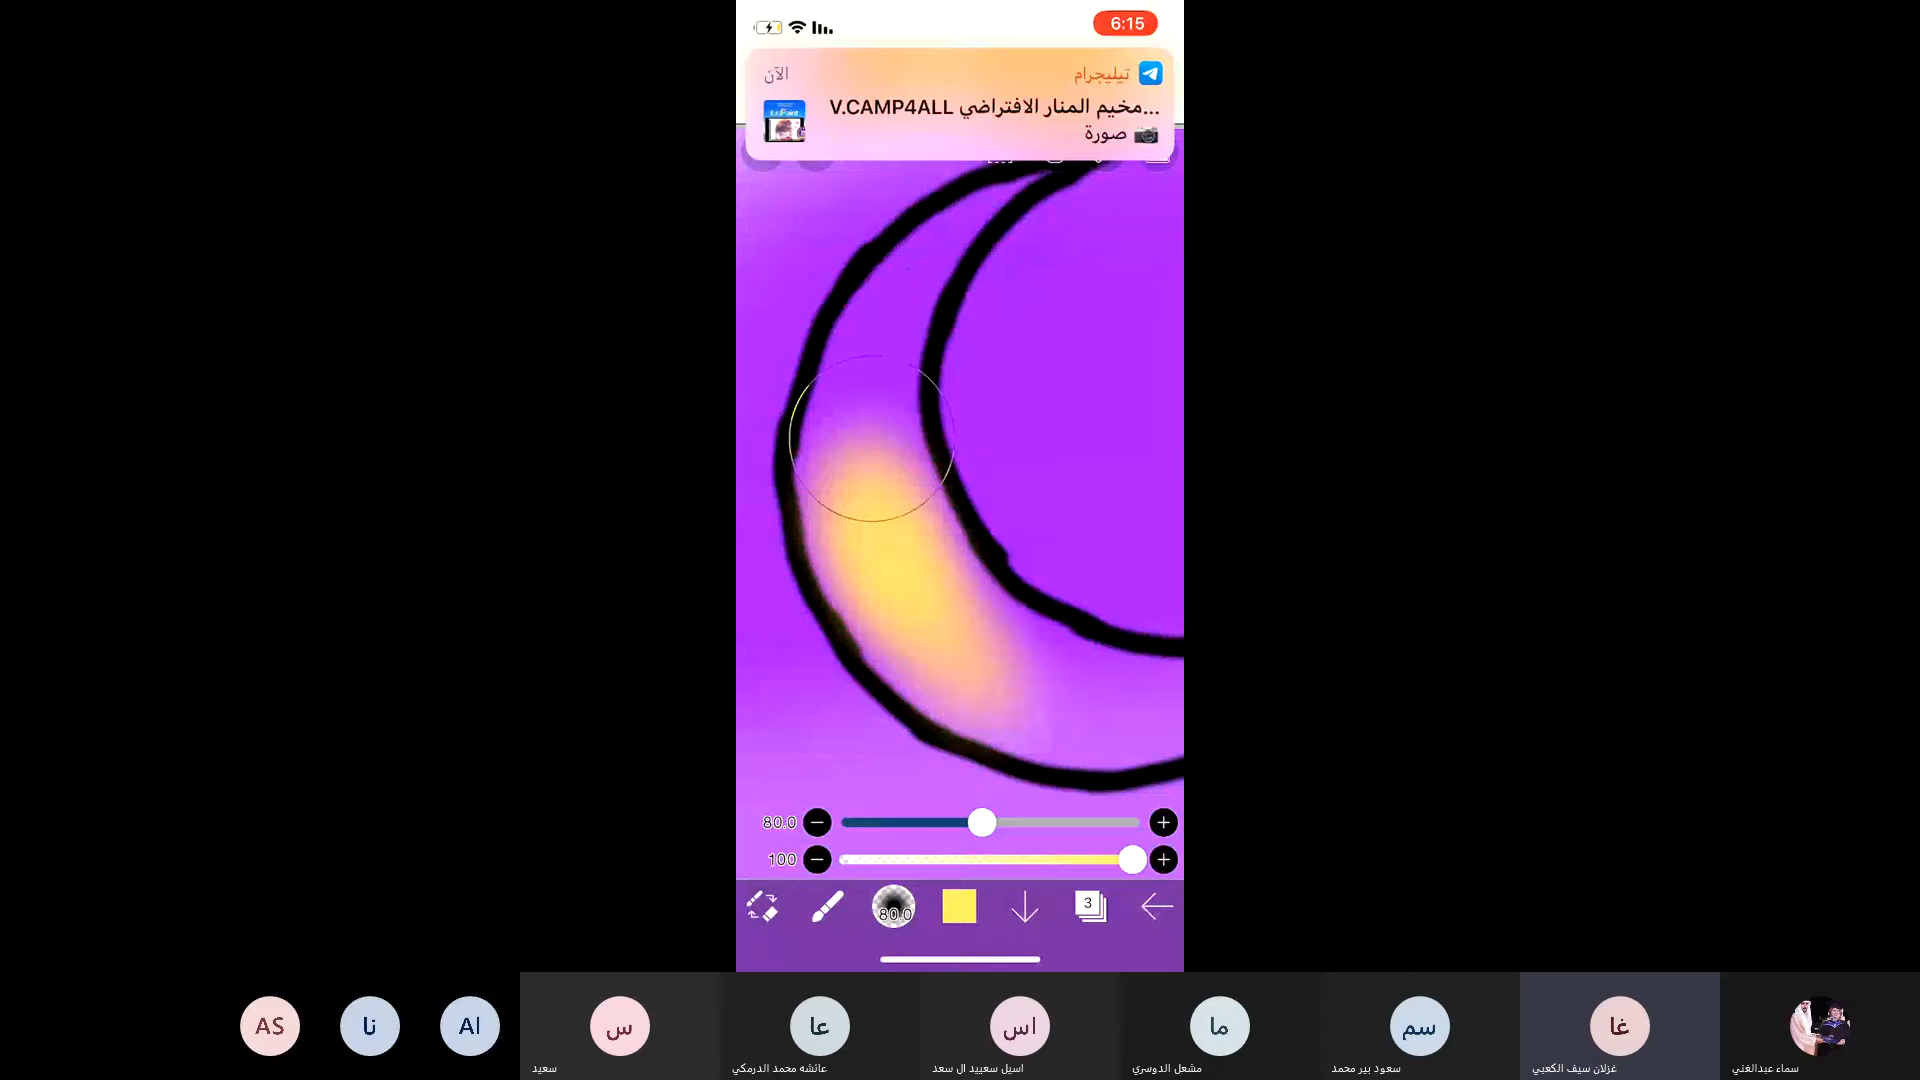 6:15
تيليجرام
الآن
مخيم المنار الافتراضي V.CAMP4ALL...
صورة
80.0
100
80.0
3
AS
نا
AI
س
عا
اس
ما
سم
غا
سعيد
عائشه محمد الدرمكي
اسيل سعييد ال سعد
مشعل الدوسري
سعود بير محمد
غزلان سيف الكعبي
سماء عبدالغني